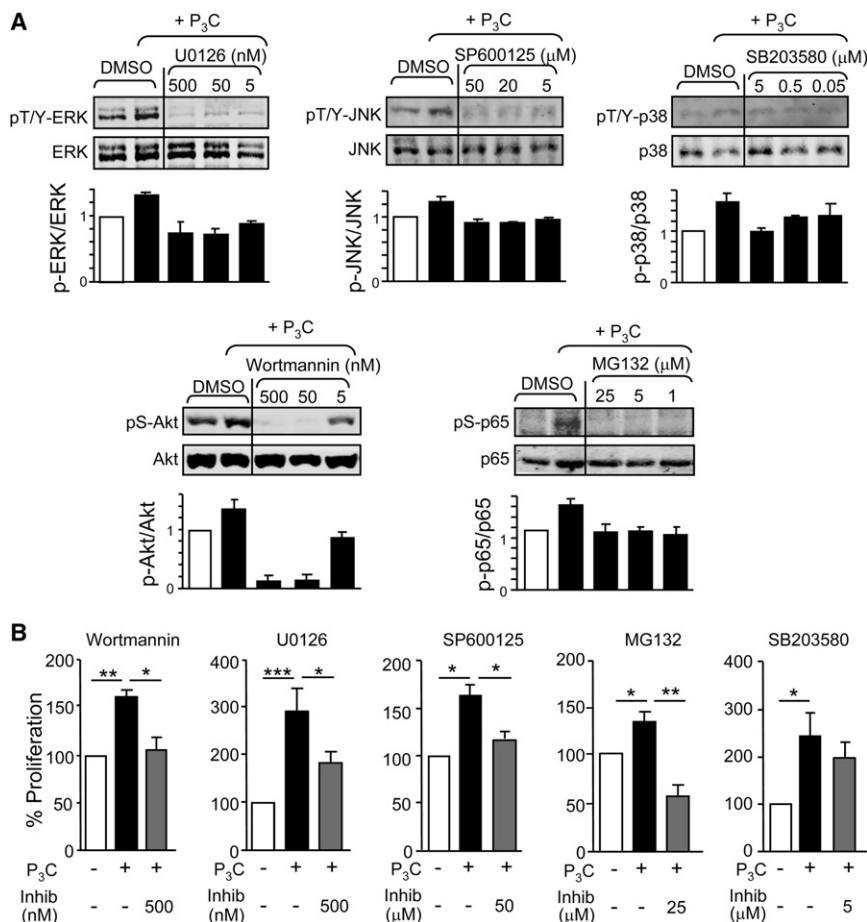 A
+ P3C
U0126 (nM)
DMSO
500 50 5
pT/Y-ERK
ERK
p-ERK/ERK
1
0
+ P3C
SP600125 (μM)
DMSO
50 20 5
pT/Y-JNK
JNK
p-JNK/JNK
1
0
+ P3C
SB203580 (μM)
DMSO
5 0.5 0.05
pT/Y-p38
p38
p-p38/p38
1
0
+ P3C
Wortmannin (nM)
DMSO
500 50 5
pS-Akt
Akt
p-Akt/Akt
1
0
+ P3C
MG132 (μM)
DMSO
25 5 1
pS-p65
p65
p-p65/p65
1
0
B
Wortmannin
% Proliferation
200
150
100
50
0
** *
P3C - + +
Inhib (nM) - - 500
U0126
400
300
200
100
0
*** *
P3C - + +
Inhib (nM) - - 500
SP600125
200
150
100
50
0
* *
P3C - + +
Inhib (μM) - - 50
MG132
200
150
100
50
0
* **
P3C - + +
Inhib (μM) - - 25
SB203580
400
300
200
100
0
*
P3C - + +
Inhib (μM) - - 5